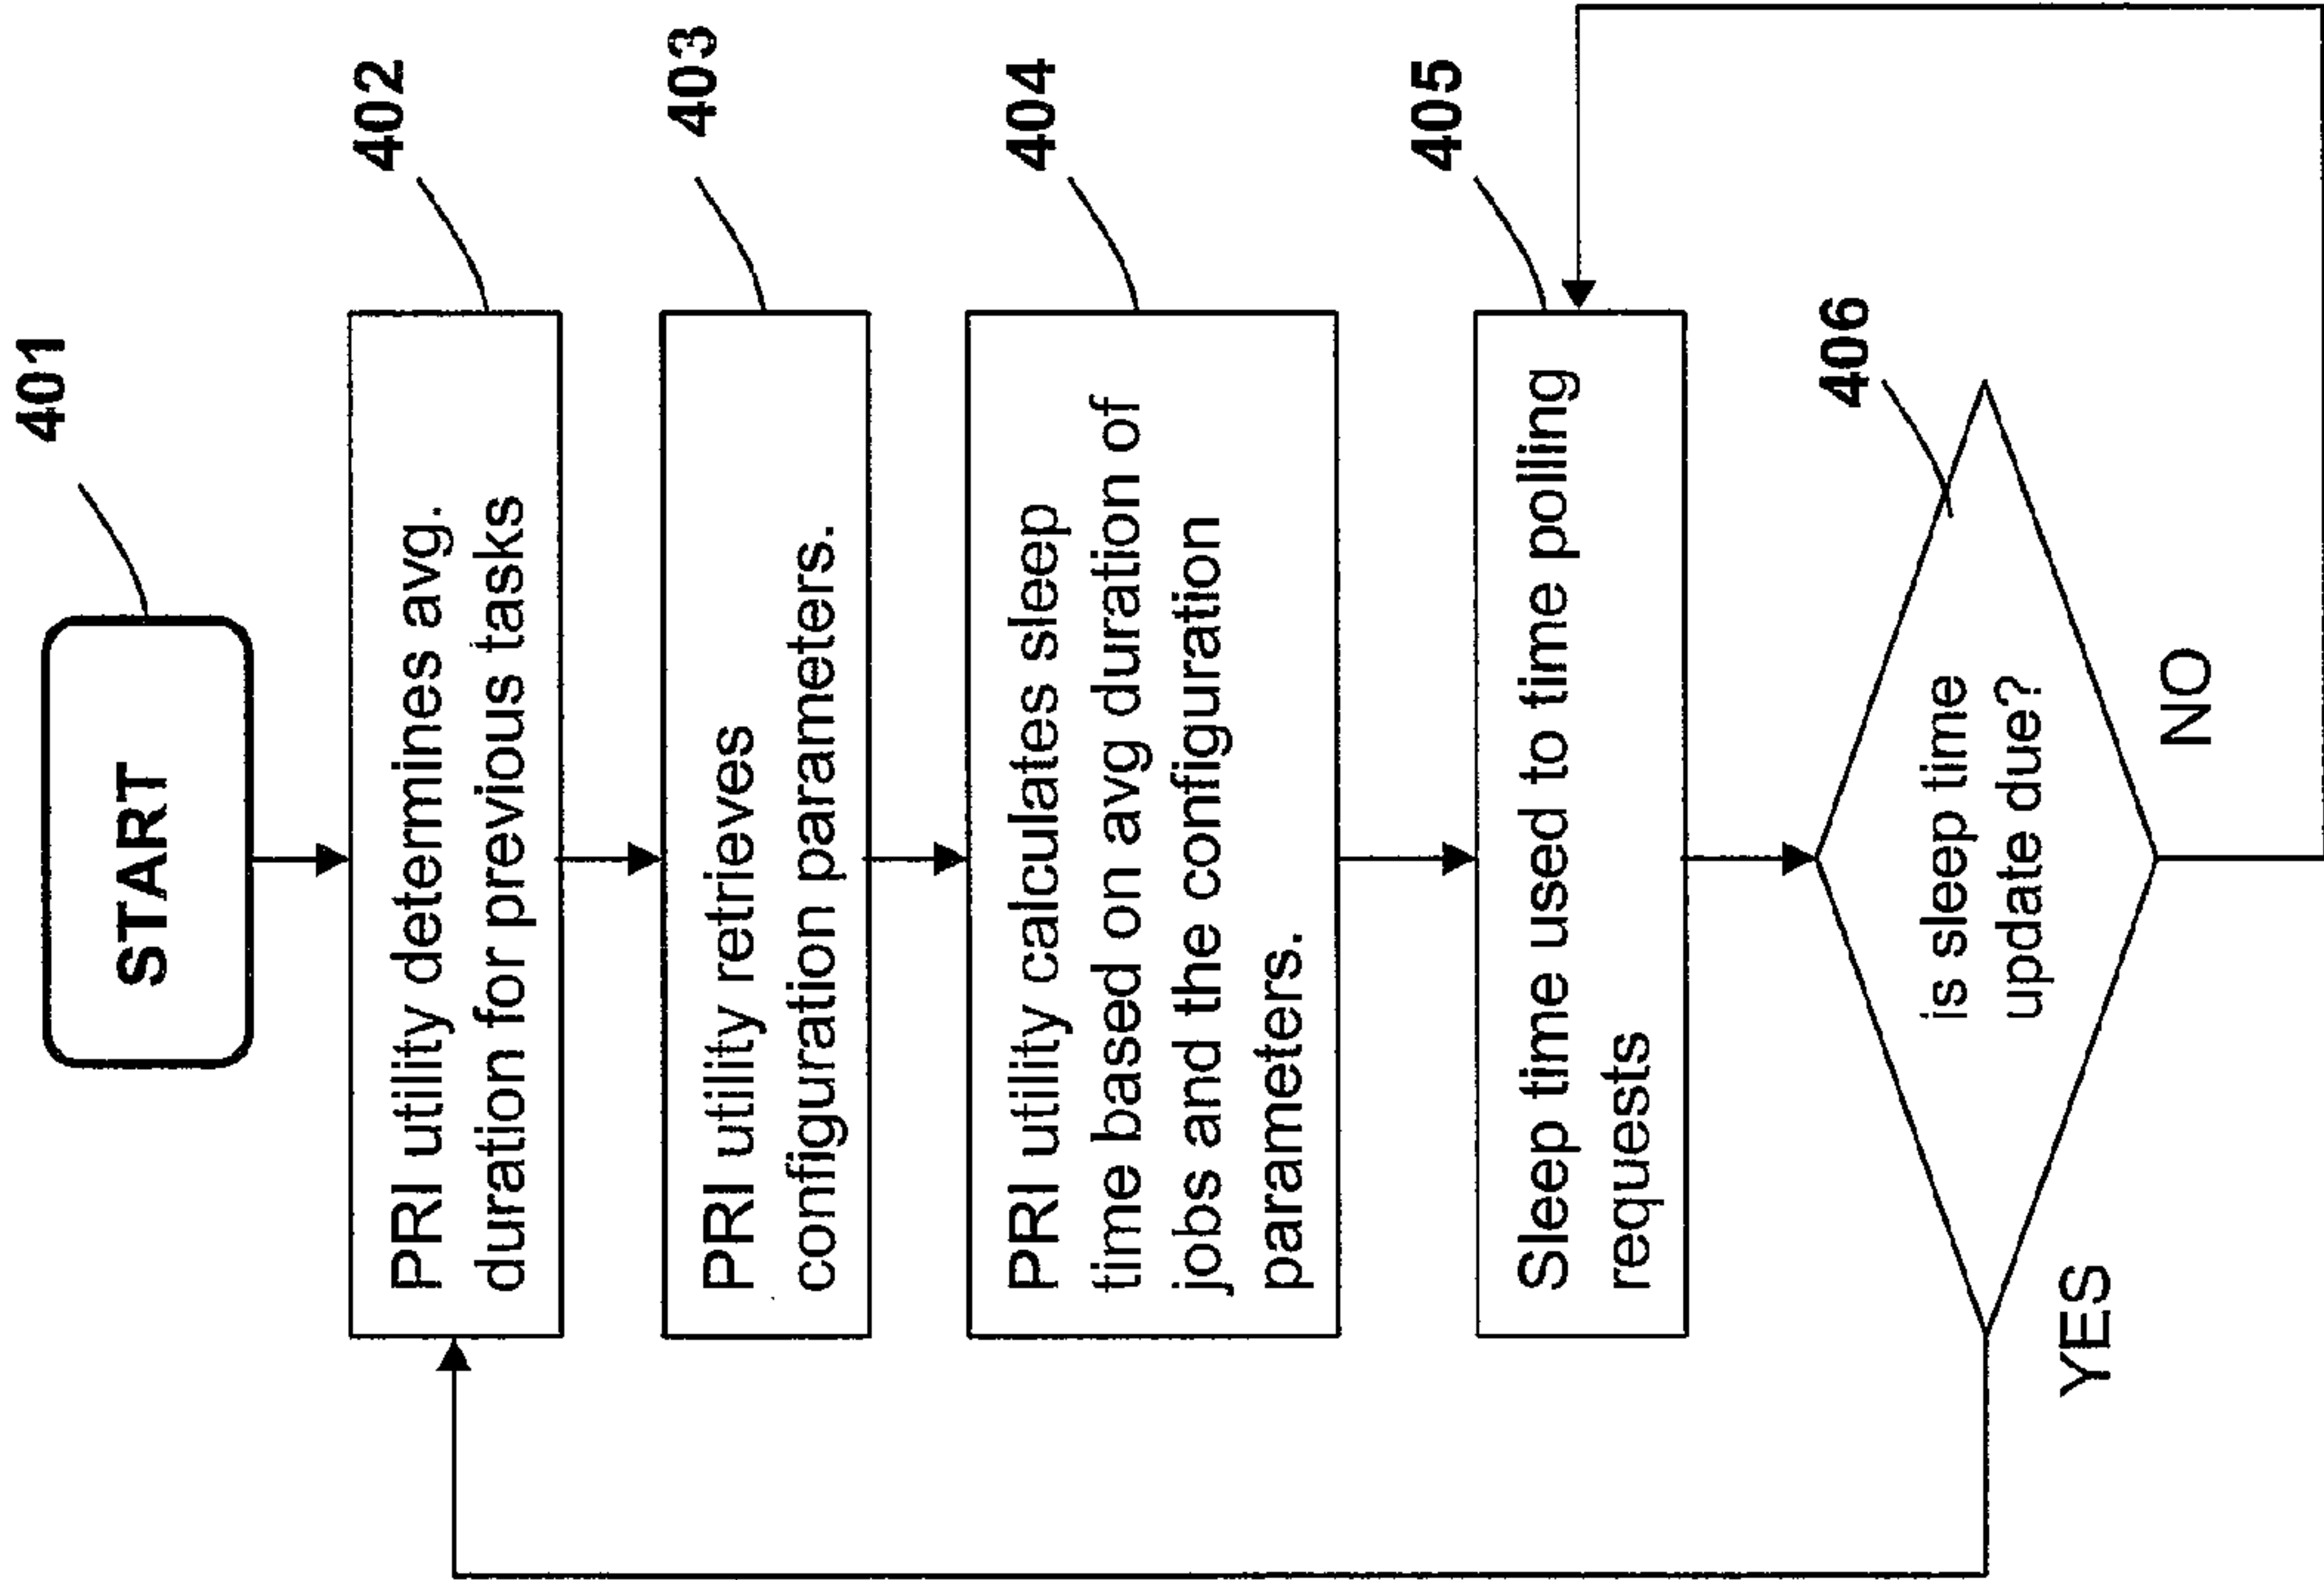 START
401
PRI utility determines avg.
duration for previous tasks
402
PRI utility retrieves
configuration parameters.
403
PRI utility calculates sleep
time based on avg duration of
jobs and the configuration
parameters.
404
Sleep time used to time polling
requests
405
is sleep time
update due?
406
YES
NO